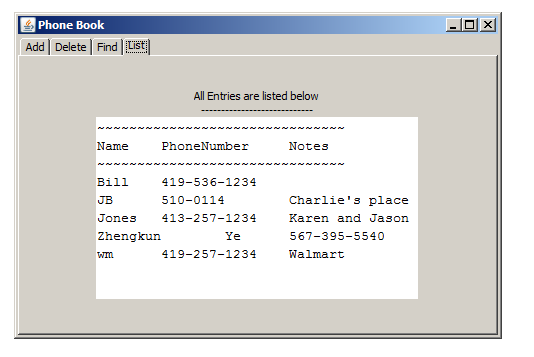 Phone Book
Add Delete Find List
All Entries are listed below
----------------------------
~~~~~~~~~~~~~~~~~~~~~~~~~~~~~~~
Name PhoneNumber Notes
~~~~~~~~~~~~~~~~~~~~~~~~~~~~~~~
Bill 419-536-1234
JB 510-0114 Charlie's place
Jones 413-257-1234 Karen and Jason
Zhengkun Ye 567-395-5540
wm 419-257-1234 Walmart